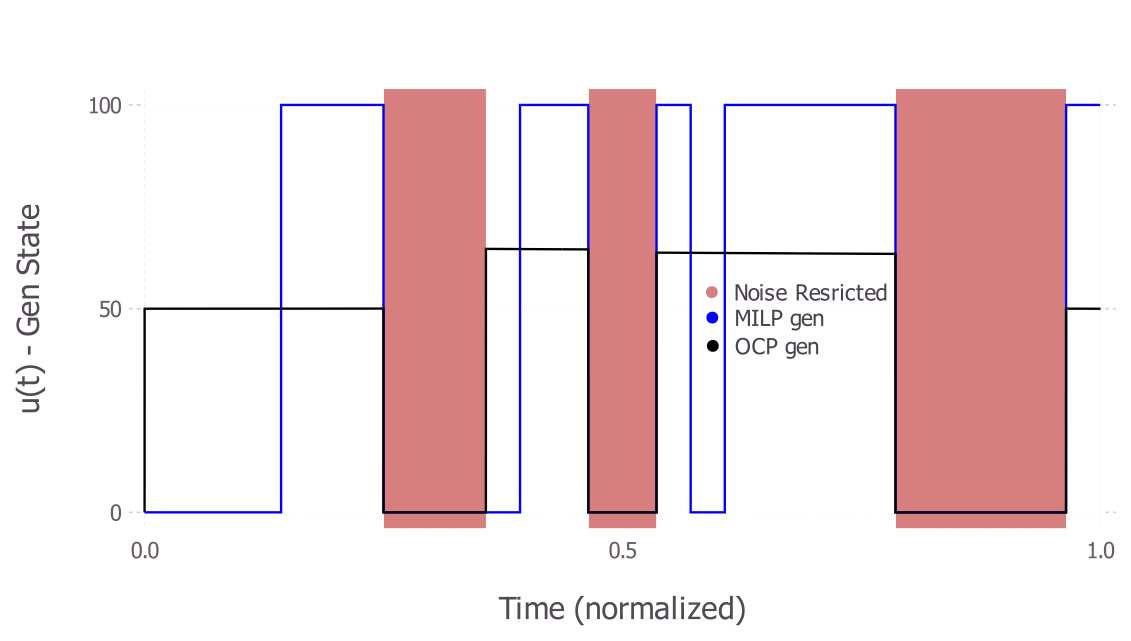 100
50
0
u(t) - Gen State
Noise Resricted
MILP gen
OCP gen
0.0
0.5
1.0
Time (normalized)